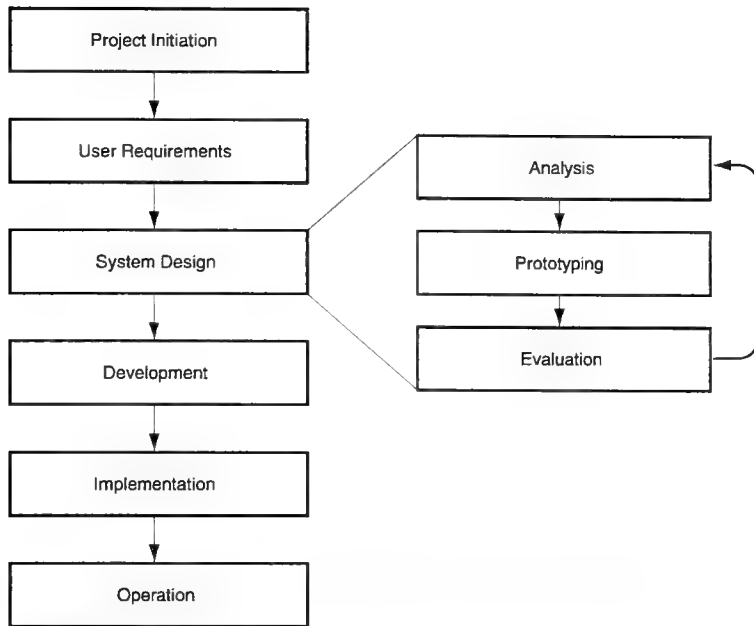 Project Initiation
User Requirements
System Design
Development
Implementation
Operation
Analysis
Prototyping
Evaluation